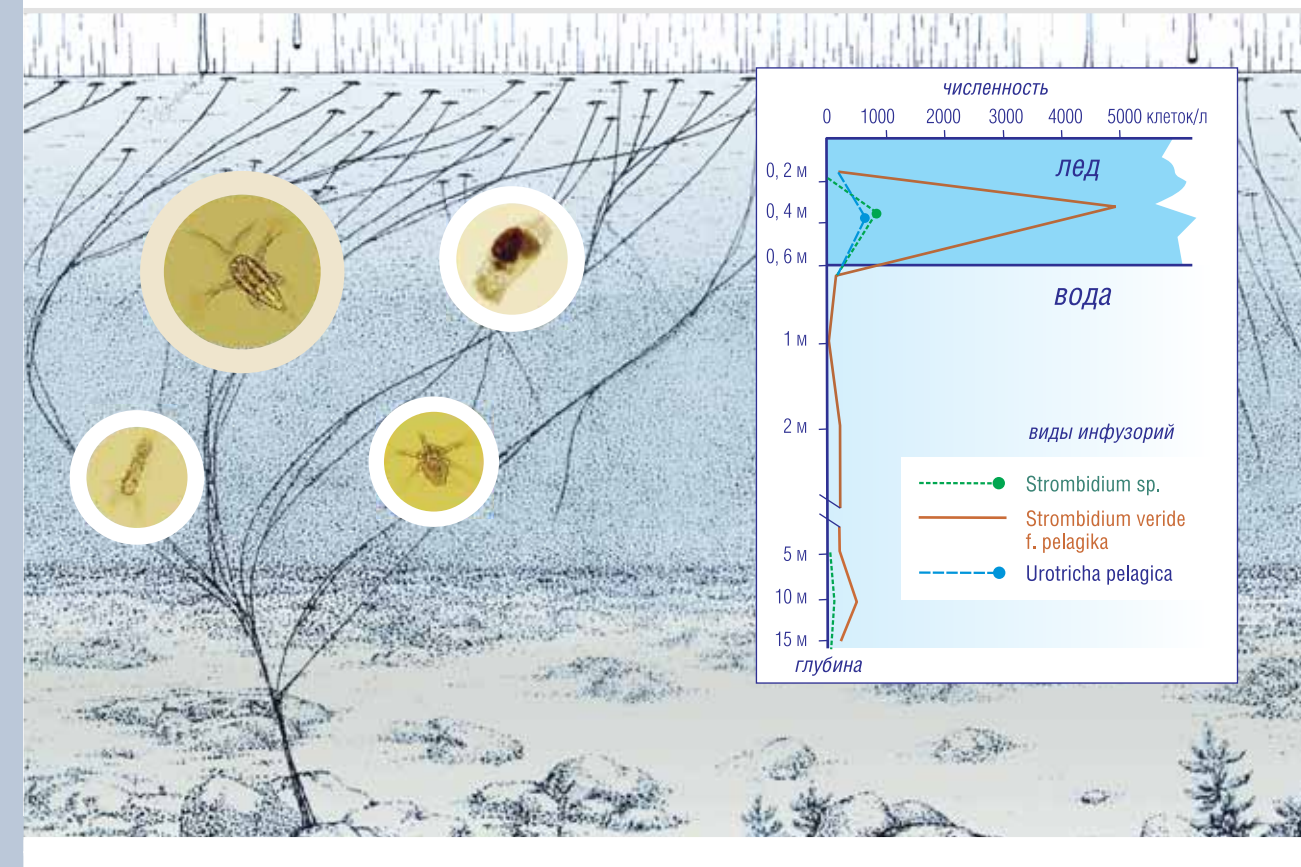 численность
0 1000 2000 3000 4000 5000 клеток/л
лед
0, 2 м
0, 4 м
0, 6 м
вода
1 м
2 м
виды инфузорий
Strombidium sp.
Strombidium veride
f. pelagika
Urotricha pelagica
5 м
10 м
15 м
глубина